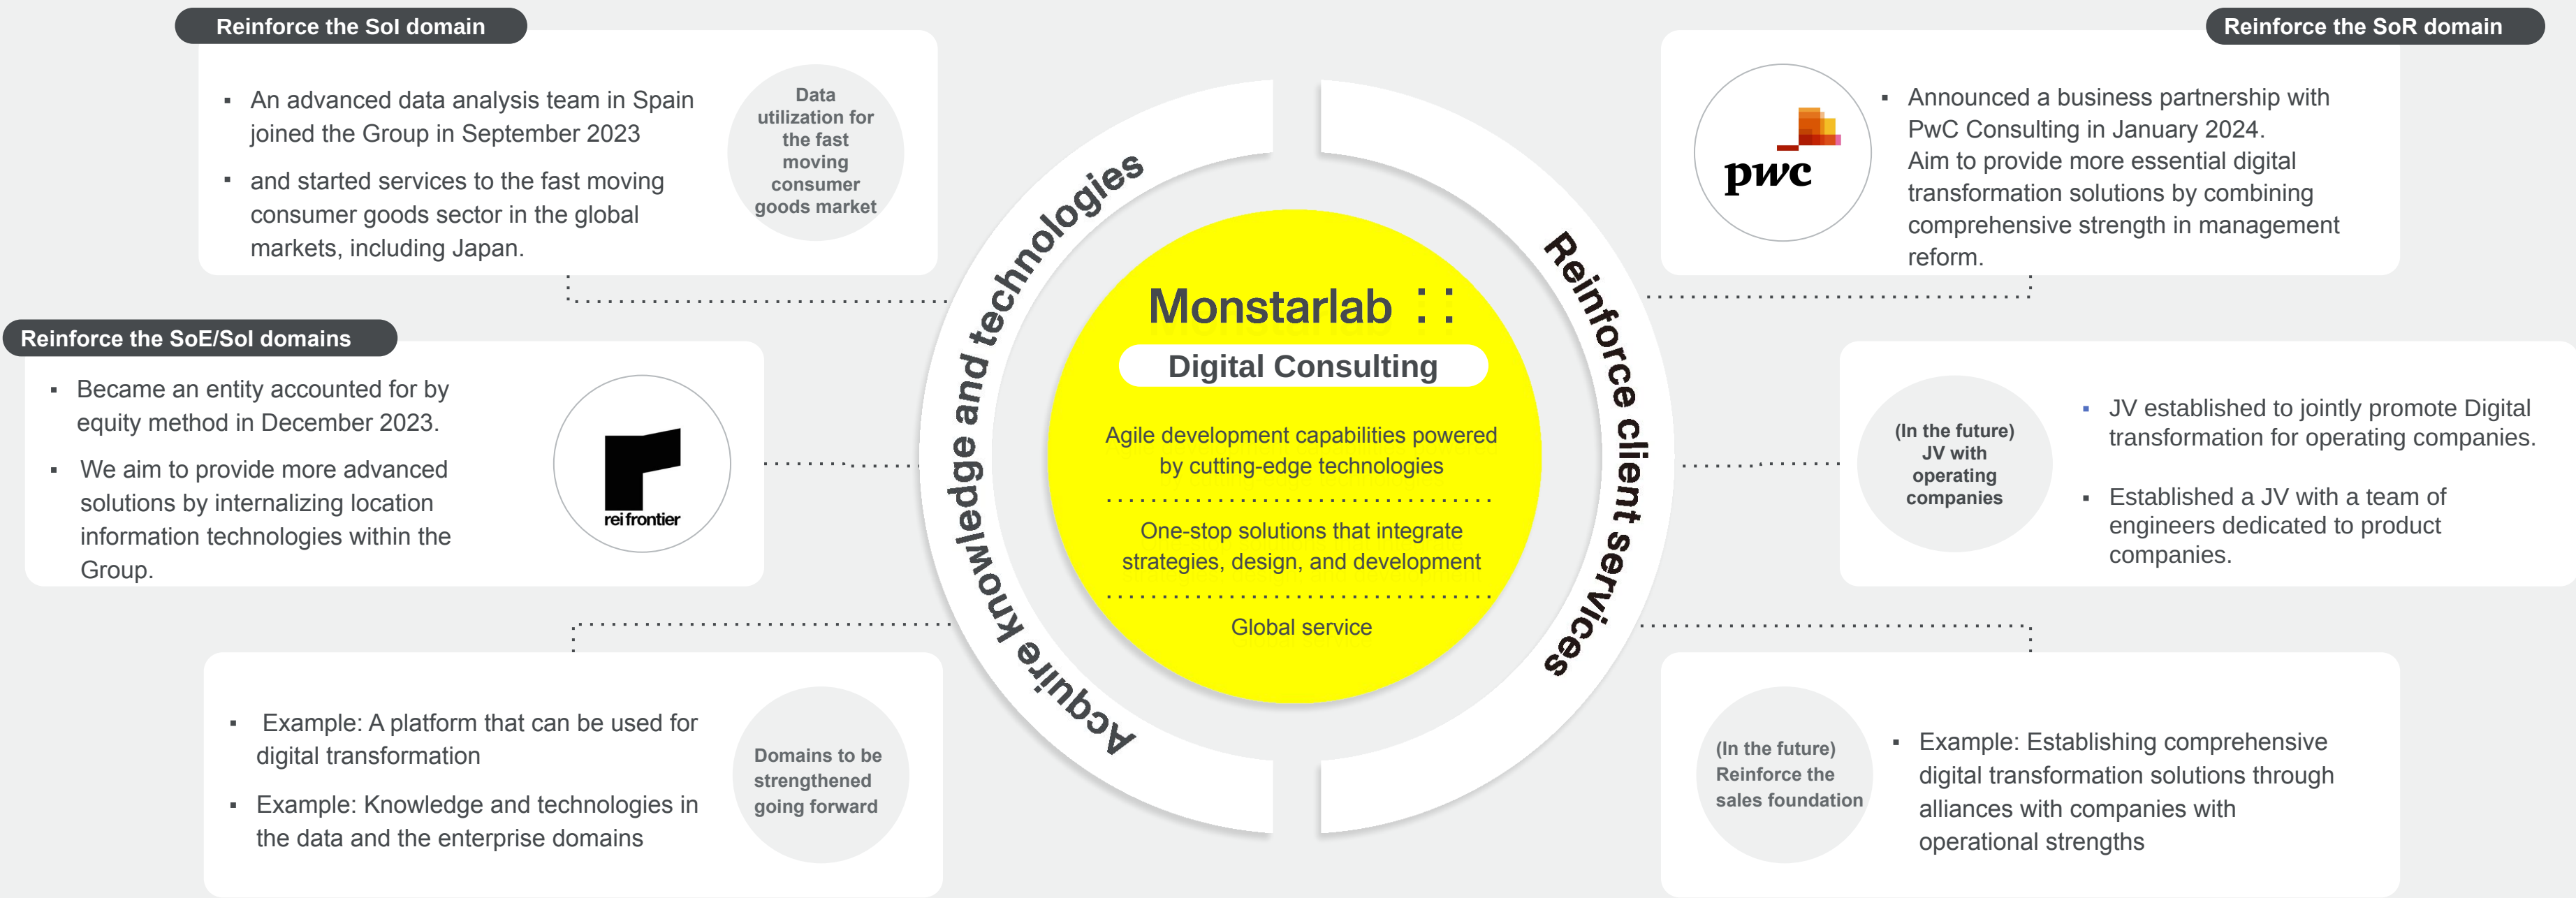 Reinforce the SoI domain
▪ An advanced data analysis team in Spain
joined the Group in September 2023
▪ and started services to the fast moving
consumer goods sector in the global
markets, including Japan.
Data
utilization for
the fast
moving
consumer
goods market
Reinforce the SoE/SoI domains
▪ Became an entity accounted for by
equity method in December 2023.
▪ We aim to provide more advanced
solutions by internalizing location
information technologies within the
Group.
rei frontier
▪ Example: A platform that can be used for
digital transformation
▪ Example: Knowledge and technologies in
the data and the enterprise domains
Domains to be
strengthened
going forward
Acquire knowledge and technologies
Monstarlab
Digital Consulting
Agile development capabilities powered
by cutting-edge technologies
One-stop solutions that integrate
strategies, design, and development
Global service
Reinforce client services
Reinforce the SoR domain
pwc
▪ Announced a business partnership with
PwC Consulting in January 2024.
Aim to provide more essential digital
transformation solutions by combining
comprehensive strength in management
reform.
(In the future)
JV with
operating
companies
▪ JV established to jointly promote Digital
transformation for operating companies.
▪ Established a JV with a team of
engineers dedicated to product
companies.
(In the future)
Reinforce the
sales foundation
▪ Example: Establishing comprehensive
digital transformation solutions through
alliances with companies with
operational strengths